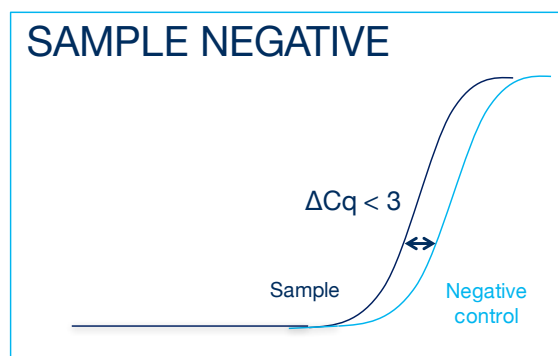 SAMPLE NEGATIVE
ΔCq < 3
Sample
Negative
control